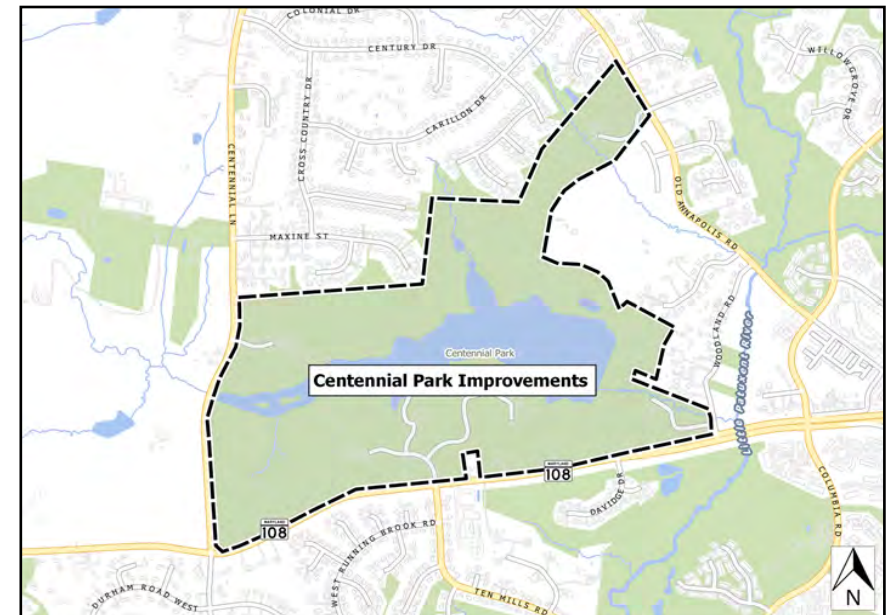 COLONIAL DR
CENTURY DR
WILLOWGROVE DR
CROSS COUNTRY DR
CARILLON DR
CENTENNIAL LN
OLD ANNAPOLIS RD
MAXINE ST
WOODLAND RD
Little Patuxent River
Centennial Park
Centennial Park Improvements
MARYLAND
108
DAVIDGE DR
COLUMBIA RD
MARYLAND
108
WEST RUNNING BROOK RD
TEN MILLS RD
DURHAM ROAD WEST
N